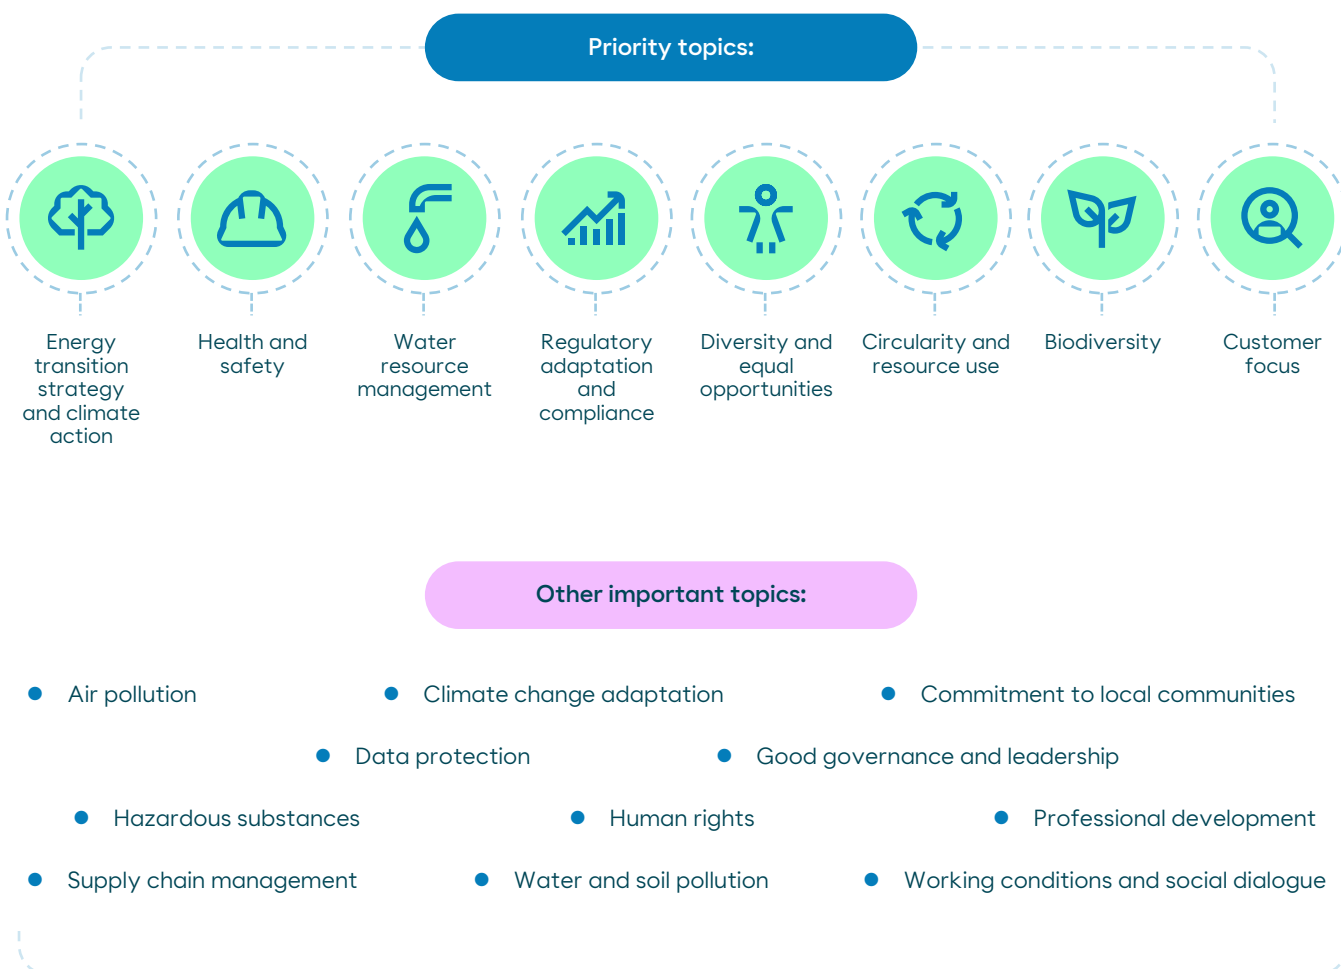 Priority topics:
Energy
transition
strategy
and climate
action
Health and
safety
Water
resource
management
Regulatory
adaptation
and
compliance
Diversity and
equal
opportunities
Circularity and
resource use
Biodiversity
Customer
focus
Other important topics:
Air pollution
Climate change adaptation
Commitment to local communities
Data protection
Good governance and leadership
Hazardous substances
Human rights
Professional development
Supply chain management
Water and soil pollution
Working conditions and social dialogue